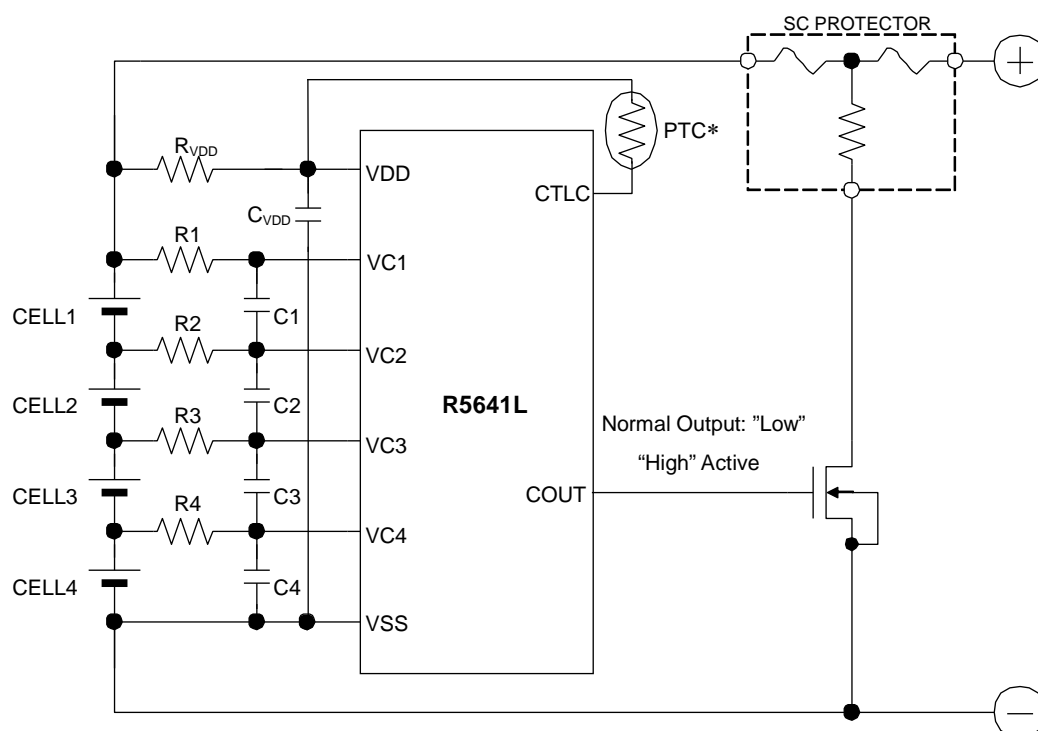 SC PROTECTOR
PTC*
RVDD
VDD
CTLC
CVDD
R1
VC1
CELL1
C1
R2
VC2
CELL2
C2
R5641L
Normal Output: ”Low”
“High” Active
R3
VC3
CELL3
C3
COUT
R4
VC4
CELL4
C4
VSS